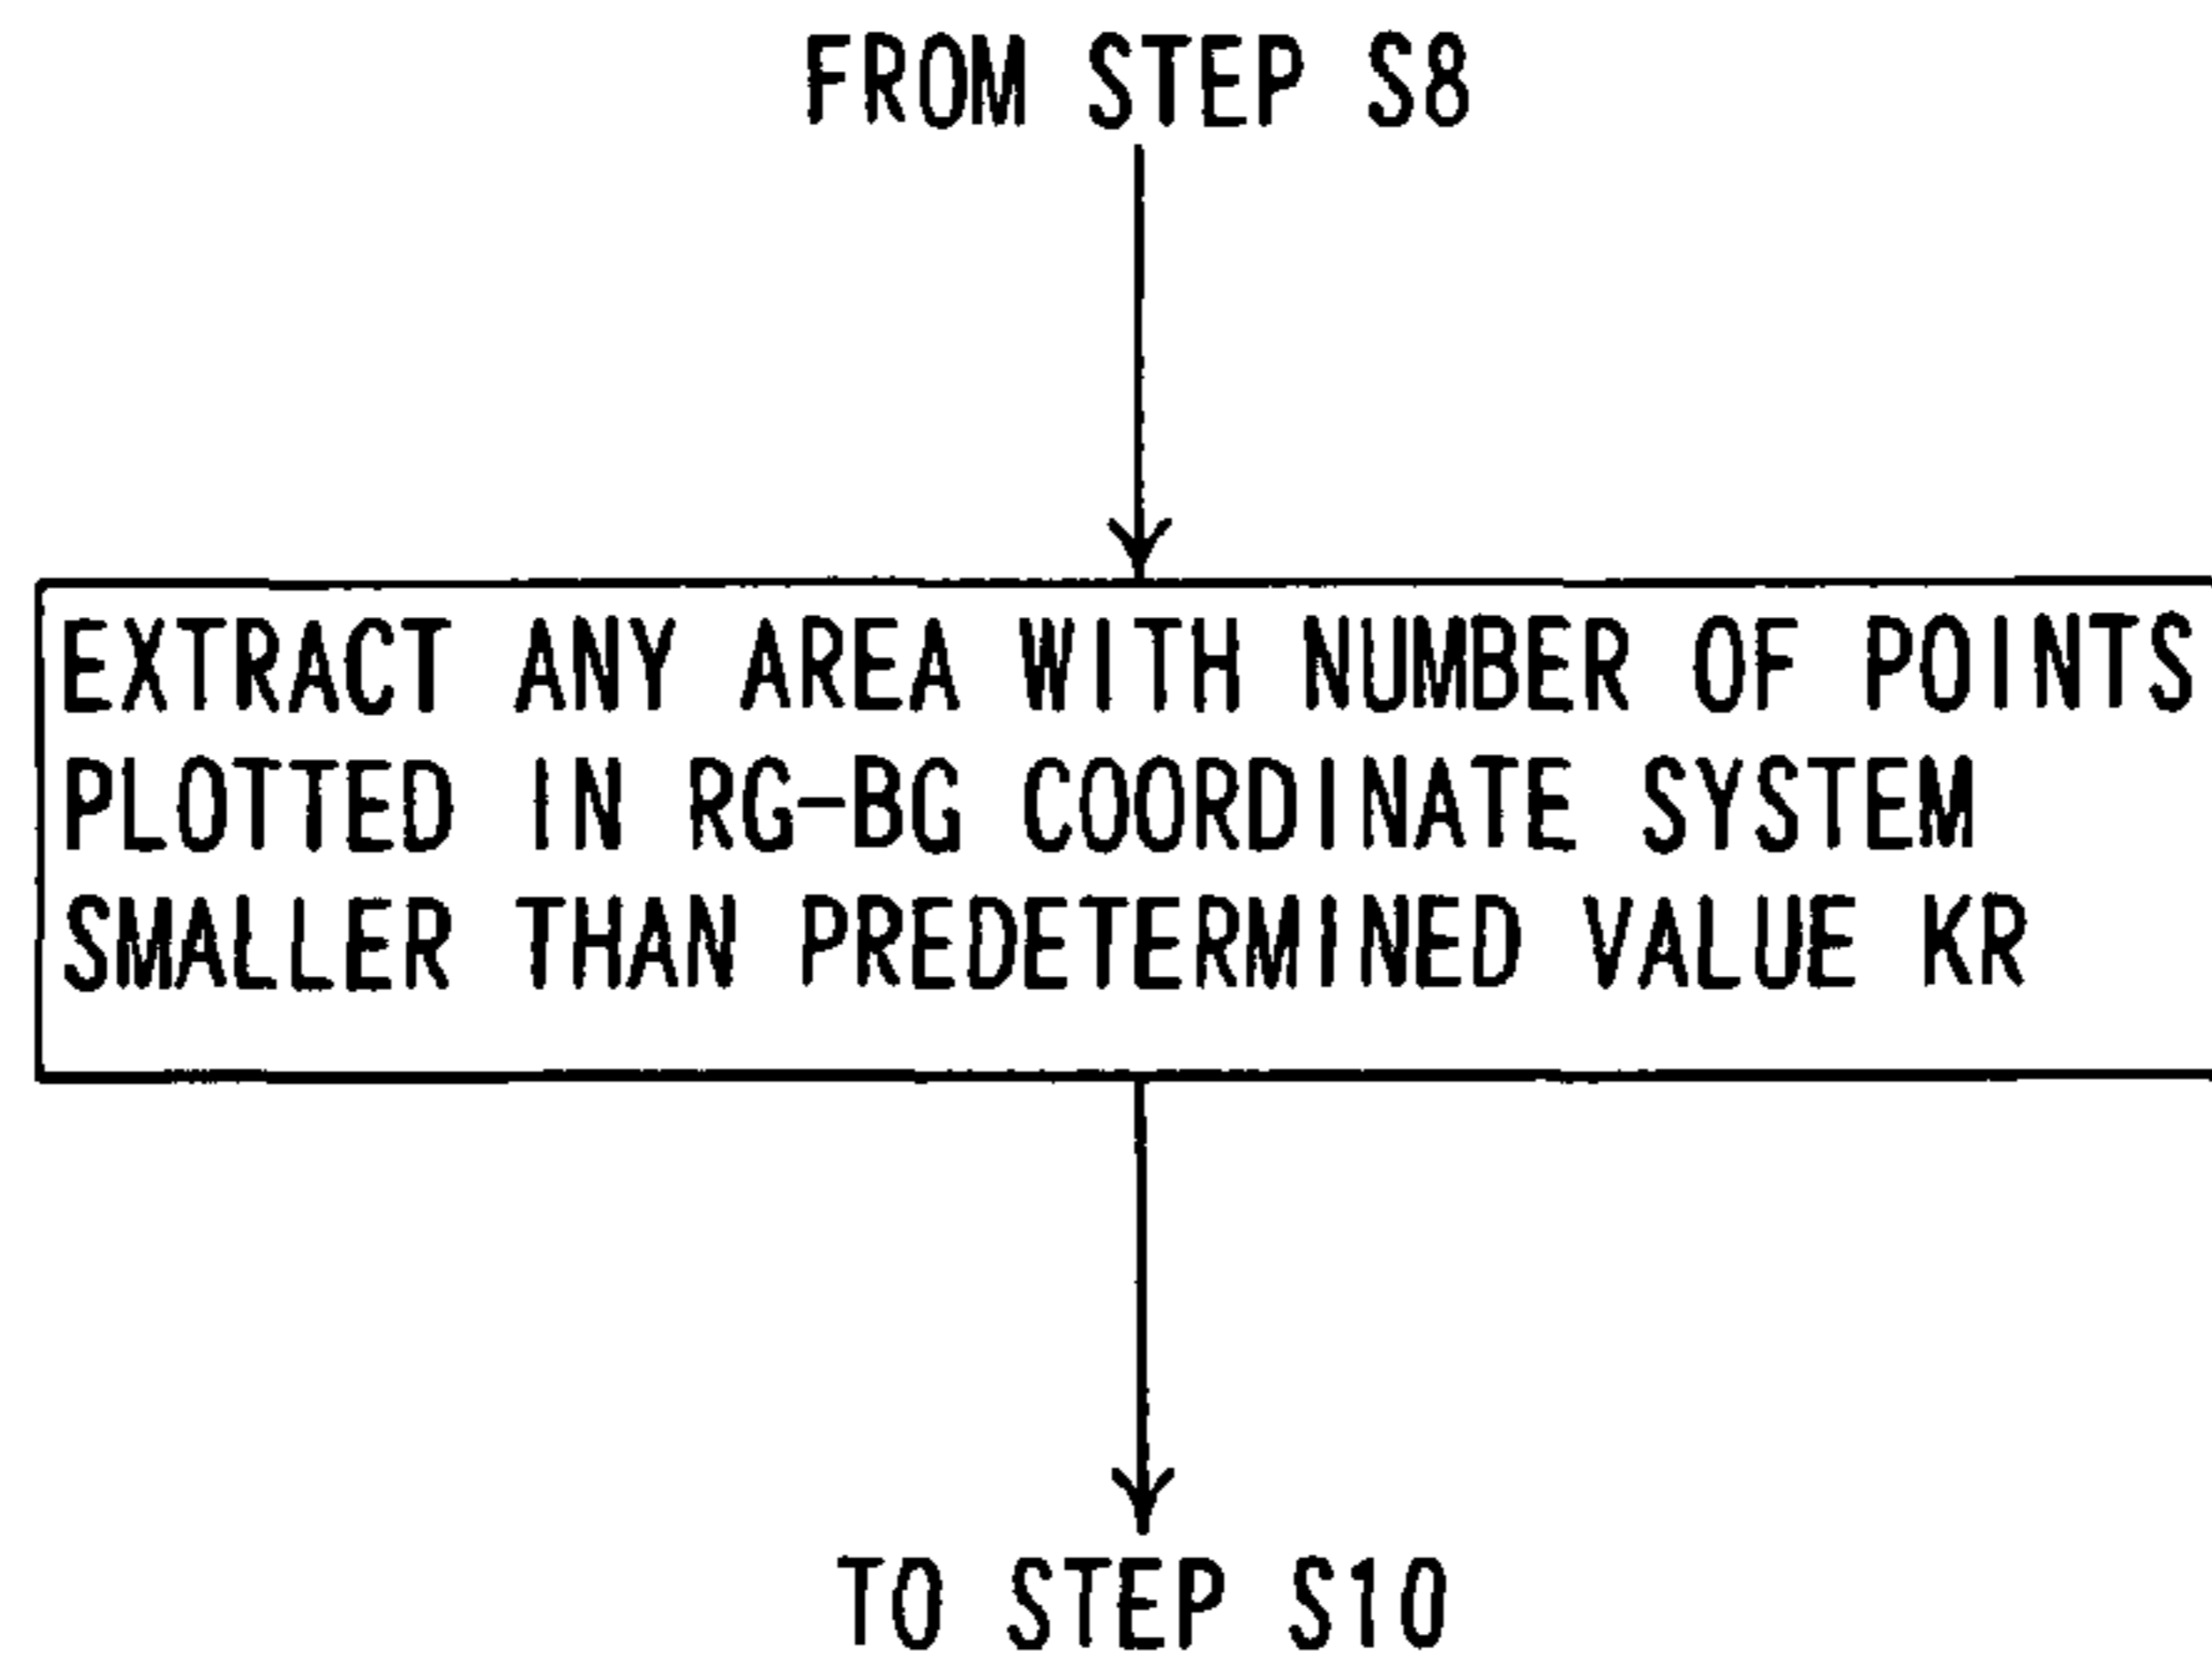 FROM STEP S8
EXTRACT ANY AREA WITH NUMBER OF POINTS
PLOTTED IN RG-BG COORDINATE SYSTEM
SMALLER THAN PREDETERMINED VALUE KR
TO STEP S10